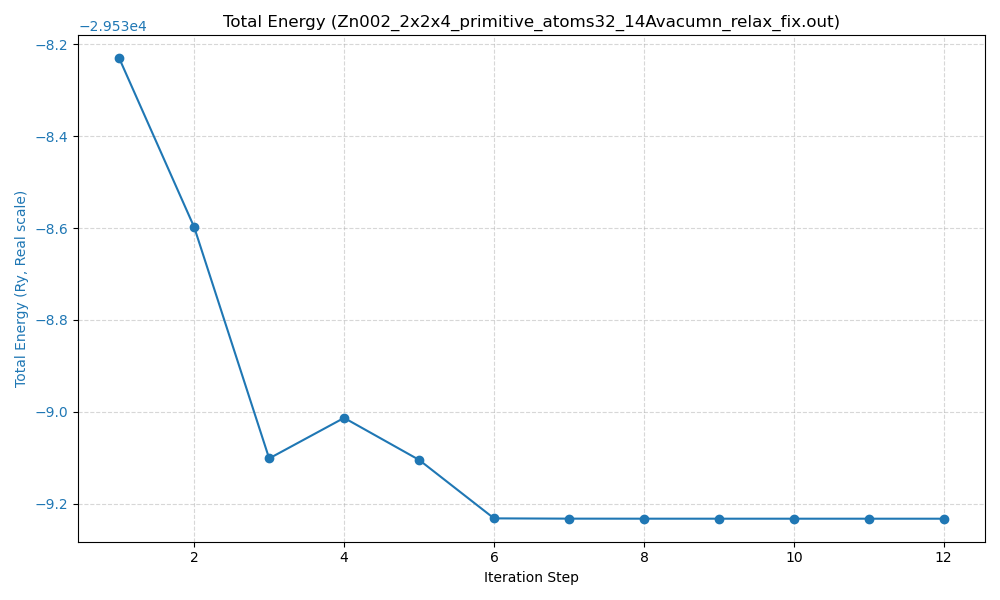 Total Energy (Zn002_2x2x4_primitive_atoms32_14Avacumn_relax_fix.out)
−2.953e4
−8.2
−8.4
−8.6
−8.8
−9.0
−9.2
Total Energy (Ry, Real scale)
2 4 6 8 10 12
Iteration Step